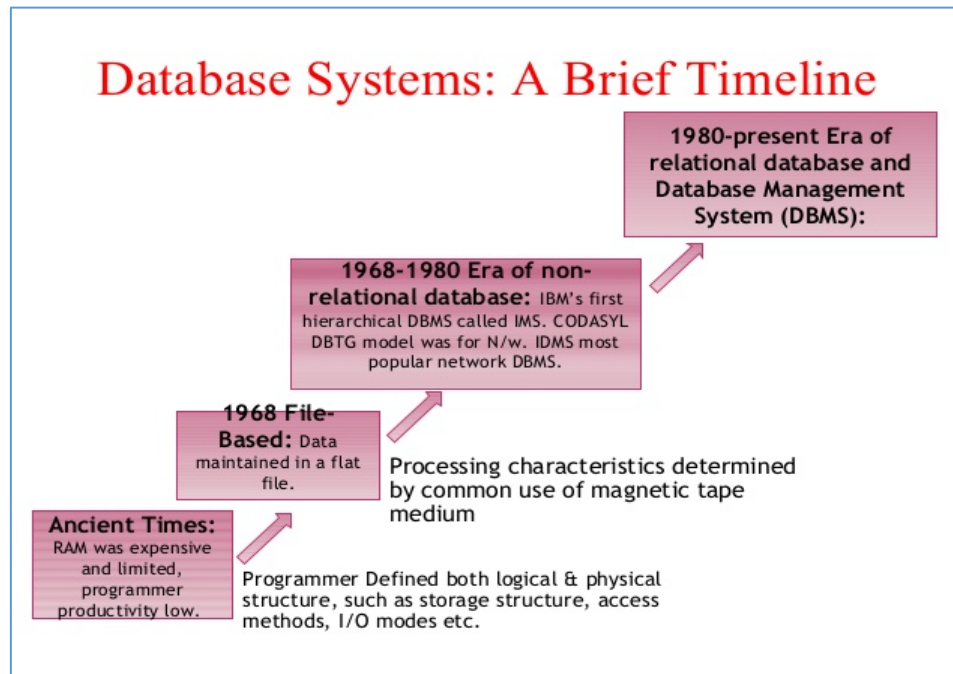 Database Systems: A Brief Timeline
1980-present Era of
relational database and
Database Management
System (DBMS):
1968-1980 Era of non-
relational database: IBM's first
hierarchical DBMS called IMS. CODASYL
DBTG model was for N/w. IDMS most
popular network DBMS.
1968 File-
Based: Data
maintained in a flat
file.
Processing characteristics determined
by common use of magnetic tape
medium
Ancient Times:
RAM was expensive
and limited,
programmer
productivity low.
Programmer Defined both logical & physical
structure, such as storage structure, access
methods, I/O modes etc.